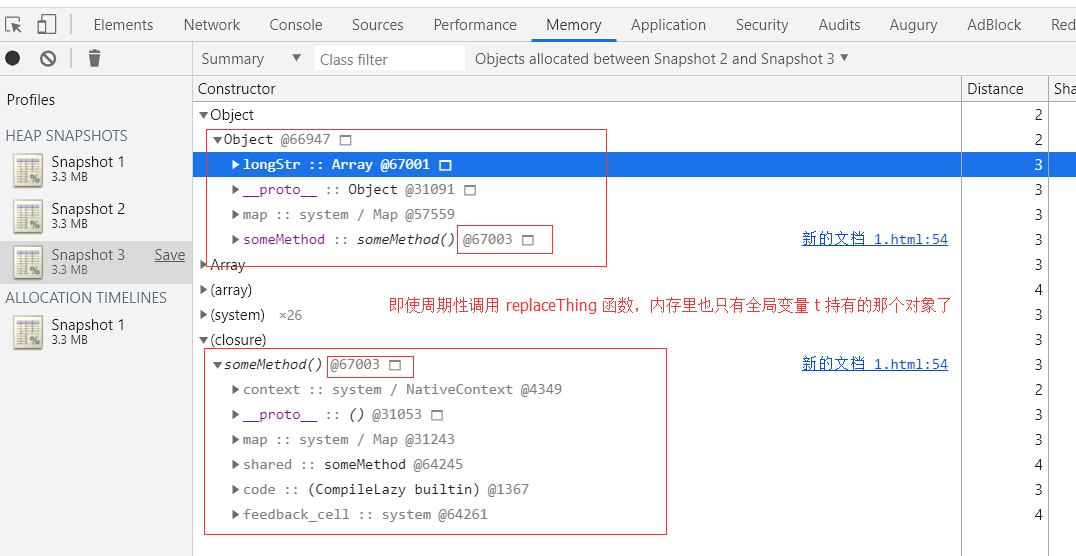 Elements Network Console Sources Performance Memory Application Security Audits Augury AdBlock Red
Summary ▼ Class filter Objects allocated between Snapshot 2 and Snapshot 3 ▼
Profiles
HEAP SNAPSHOTS
Snapshot 1
3.3 MB
Snapshot 2
3.3 MB
Snapshot 3 Save
3.3 MB
ALLOCATION TIMELINES
Snapshot 1
3.3 MB
Constructor Distance Sha
▼Object 2
▼Object @66947 2
▶longStr :: Array @67001 3
▶__proto__ :: Object @31091 3
▶map :: system / Map @57559 3
▶someMethod :: someMethod() @67003 新的文档 1.html:54 3
▶Array 3
▶(array) 4
▶(system) ×26 3
即使周期性调用 replaceThing 函数，内存里也只有全局变量 t 持有的那个对象了
▼(closure) 3
▼someMethod() @67003 新的文档 1.html:54 3
▶context :: system / NativeContext @4349 2
▶__proto__ :: () @31053 3
▶map :: system / Map @31243 3
▶shared :: someMethod @64245 4
▶code :: (CompileLazy builtin) @1367 3
▶feedback_cell :: system @64261 4